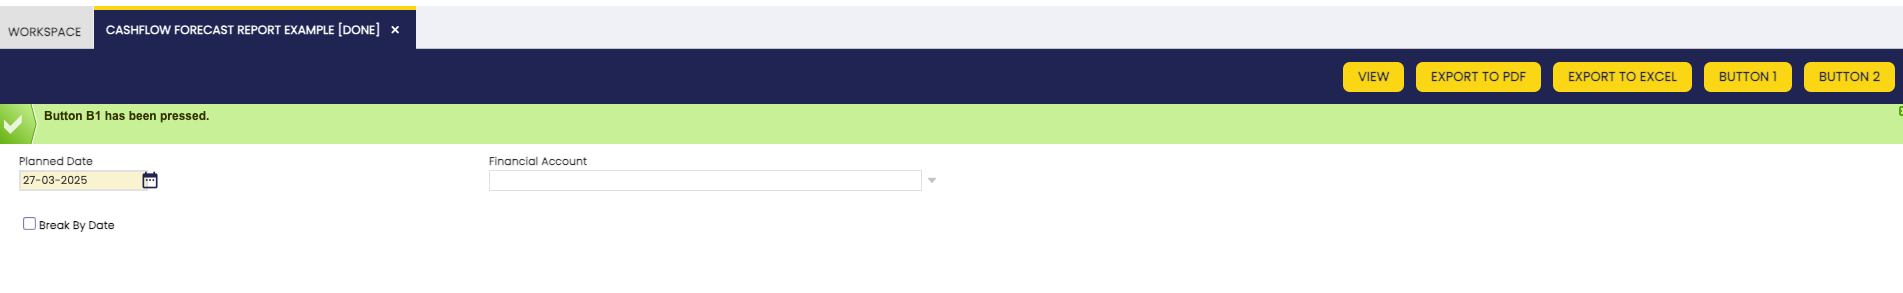 WORKSPACE
CASHFLOW FORECAST REPORT EXAMPLE [DONE] ×
VIEW
EXPORT TO PDF
EXPORT TO EXCEL
BUTTON 1
BUTTON 2
Button B1 has been pressed.
Planned Date
Financial Account
27-03-2025
Break By Date